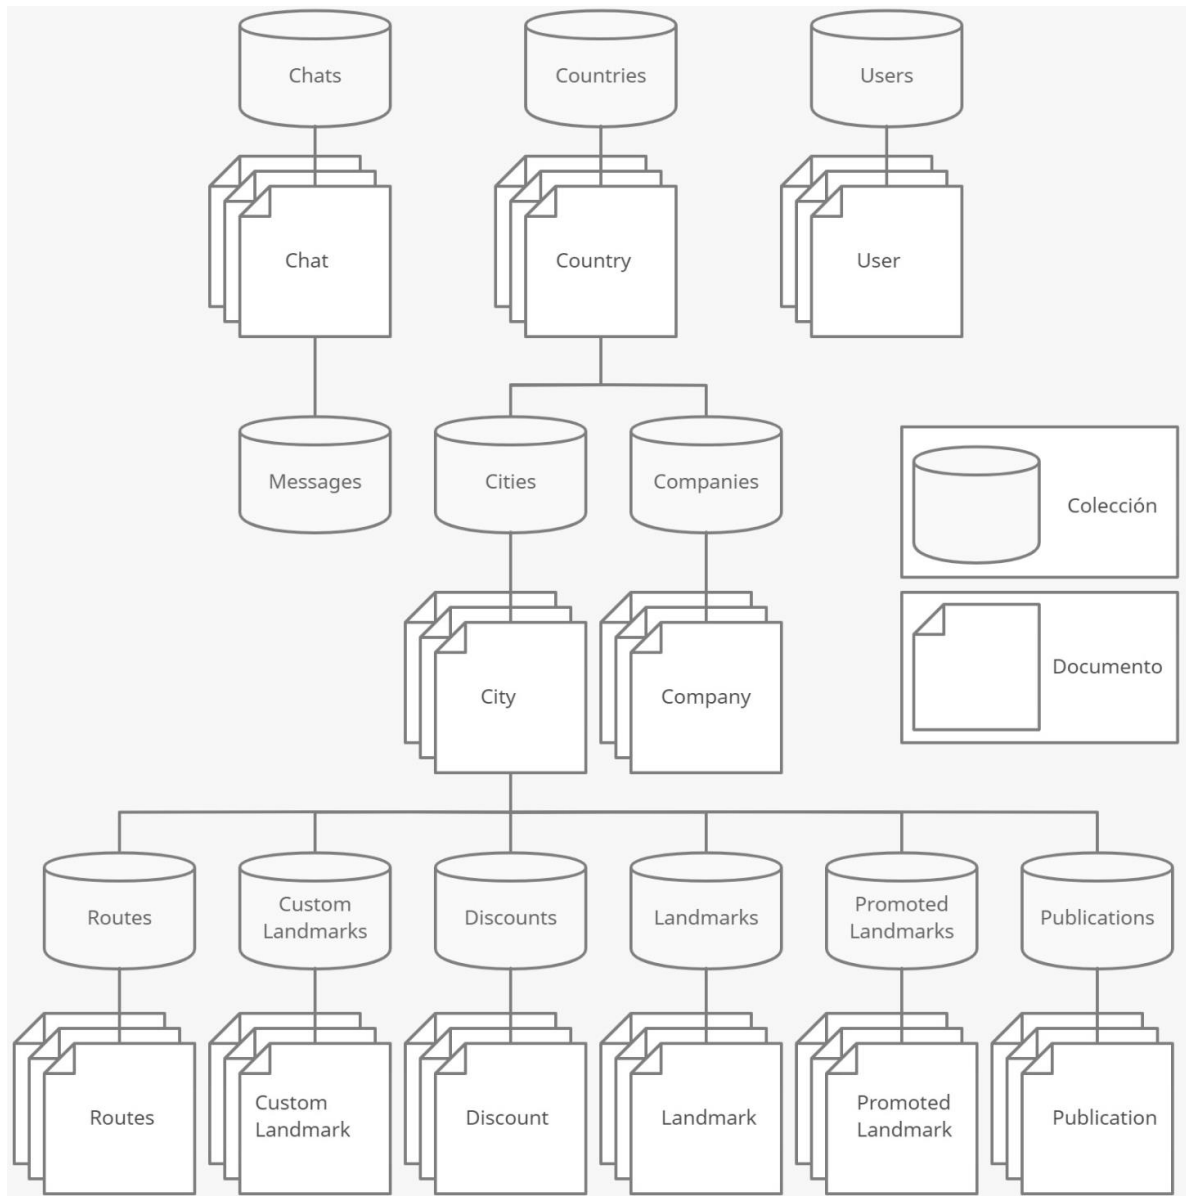 Chats
Countries
Users
Chat
Country
User
Messages
Cities
Companies
Colección
City
Company
Documento
Routes
Custom
Landmarks
Discounts
Landmarks
Promoted
Landmarks
Publications
Routes
Custom
Landmark
Discount
Landmark
Promoted
Landmark
Publication